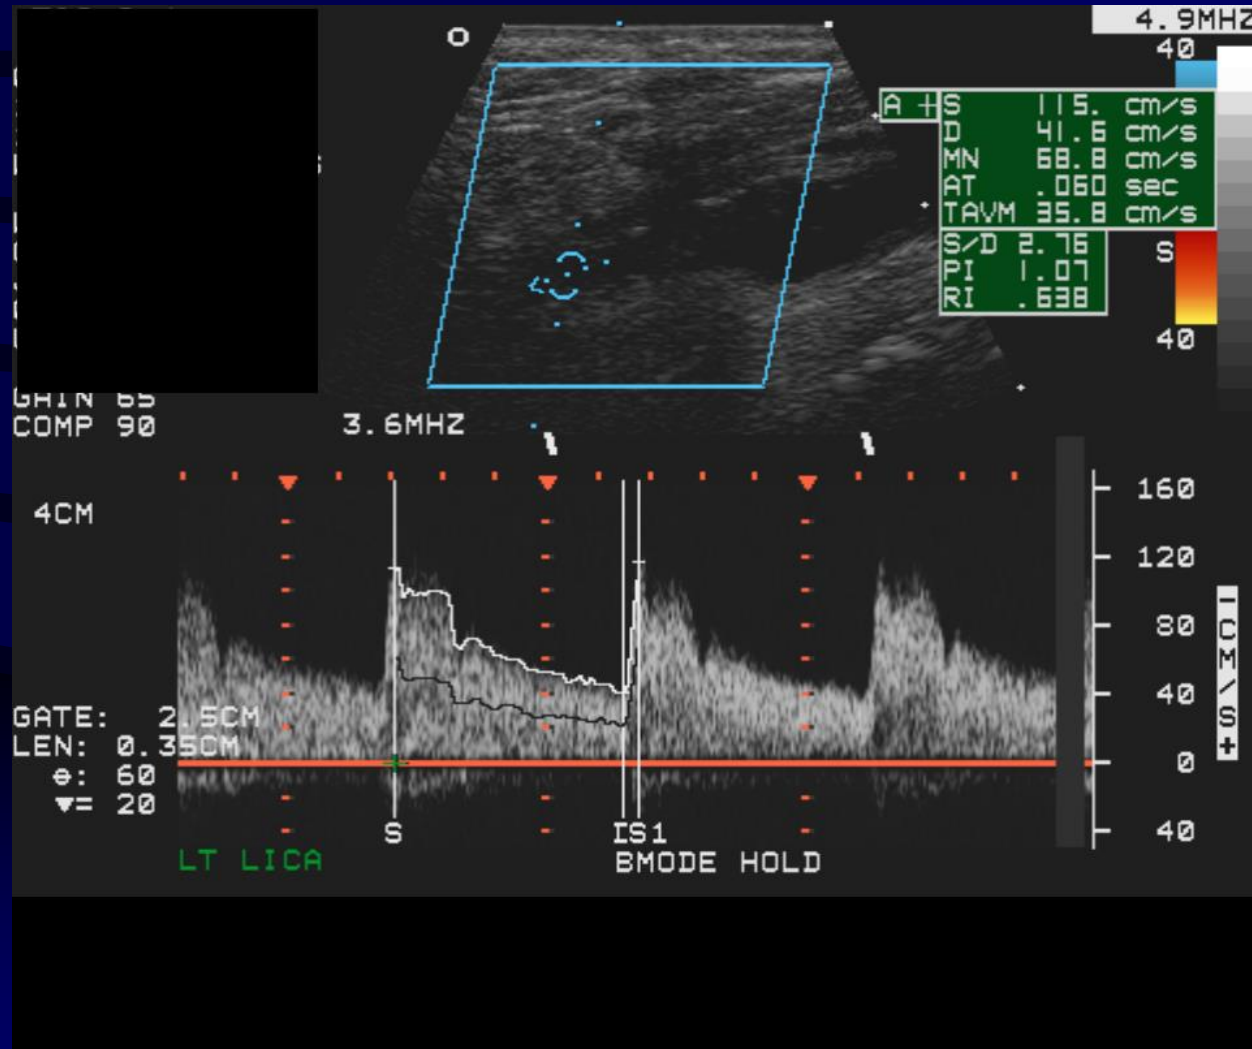 4.9MHZ
40
A +
S 115. cm/s
D 41.6 cm/s
MN 68.8 cm/s
AT .060 sec
TAVM 35.8 cm/s
S/D 2.76
PI 1.07
RI .638
S
40
GAIN 65
COMP 90
3.6MHZ
4CM
160
120
80
40
0
40
-CM/S+
GATE: 2.5CM
LEN: 0.35CM
θ: 60
▼= 20
S
IS1
LT LICA
BMODE HOLD